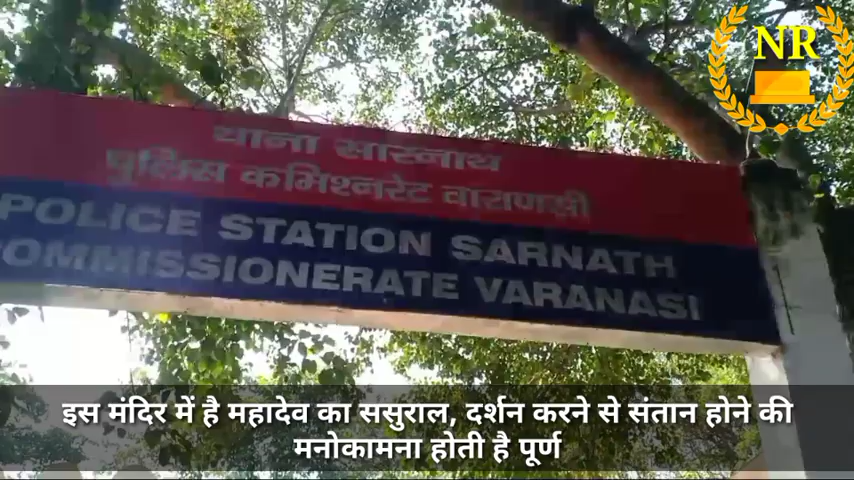 NR
थाना सारनाथ
पुलिस कमिश्नरेट वाराणसी
POLICE STATION SARNATH
COMMISSIONERATE VARANASI
इस मंदिर में है महादेव का ससुराल, दर्शन करने से संतान होने की
मनोकामना होती है पूर्ण